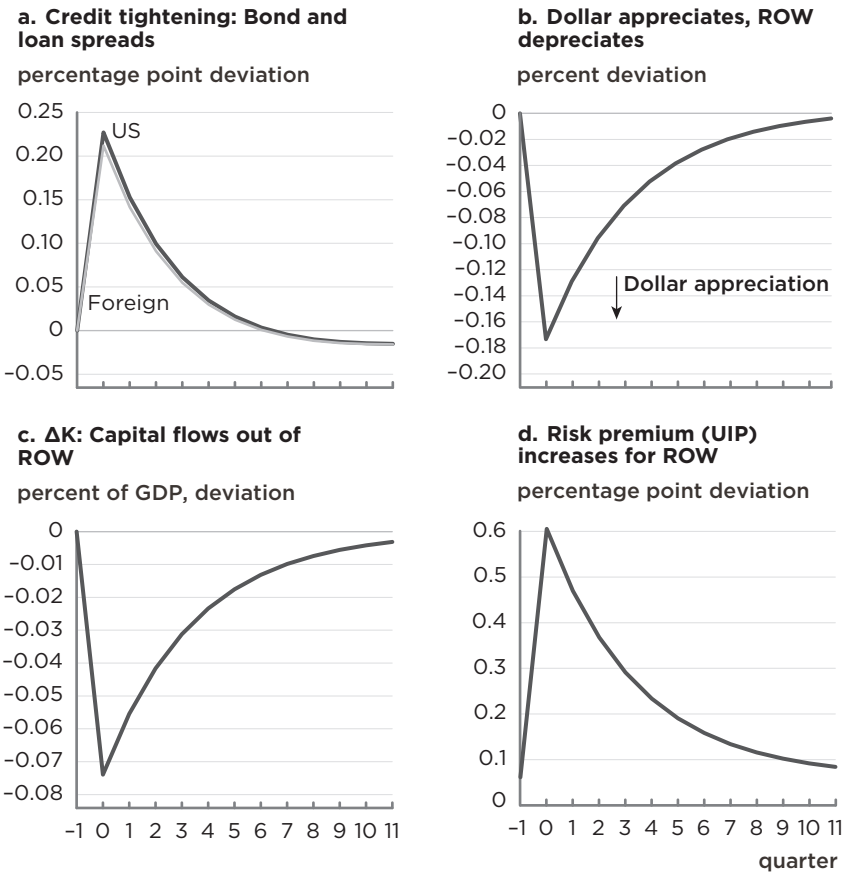 a. Credit tightening: Bond and
loan spreads
percentage point deviation
0.25
0.20
0.15
0.10
0.05
0
–0.05
US
Foreign
b. Dollar appreciates, ROW
depreciates
percent deviation
0
–0.02
–0.04
–0.06
–0.08
–0.10
–0.12
–0.14
–0.16
–0.18
–0.20
Dollar appreciation
c. ΔK: Capital flows out of
ROW
percent of GDP, deviation
0
–0.01
–0.02
–0.03
–0.04
–0.05
–0.06
–0.07
–0.08
–1 0 1 2 3 4 5 6 7 8 9 10 11
d. Risk premium (UIP)
increases for ROW
percentage point deviation
0.6
0.5
0.4
0.3
0.2
0.1
0
–1 0 1 2 3 4 5 6 7 8 9 10 11
quarter